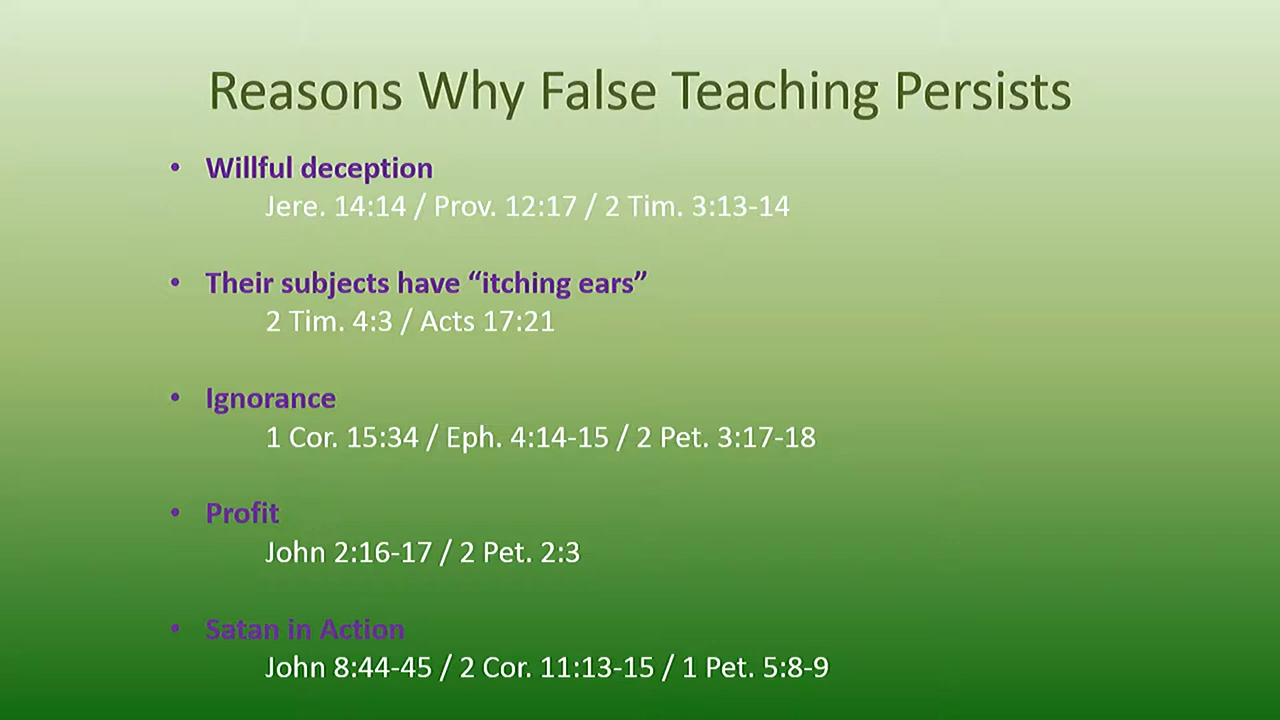 Reasons Why False Teaching Persists
• Willful deception
Jere. 14:14 / Prov. 12:17 / 2 Tim. 3:13-14
• Their subjects have “itching ears”
2 Tim. 4:3 / Acts 17:21
• Ignorance
1 Cor. 15:34 / Eph. 4:14-15 / 2 Pet. 3:17-18
• Profit
John 2:16-17 / 2 Pet. 2:3
• Satan in Action
John 8:44-45 / 2 Cor. 11:13-15 / 1 Pet. 5:8-9